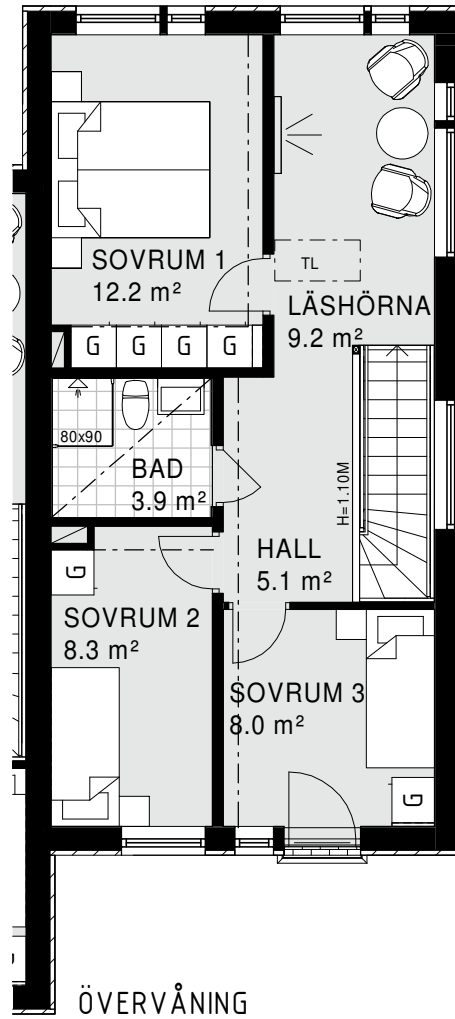 SOVRUM 1
12.2 m²
TL
LÄSHÖRNA
9.2 m²
G G G G
80x90
BAD
3.9 m²
H=1.10M
HALL
5.1 m²
G
SOVRUM 2
8.3 m²
SOVRUM 3
8.0 m²
G
ÖVERVÅNING